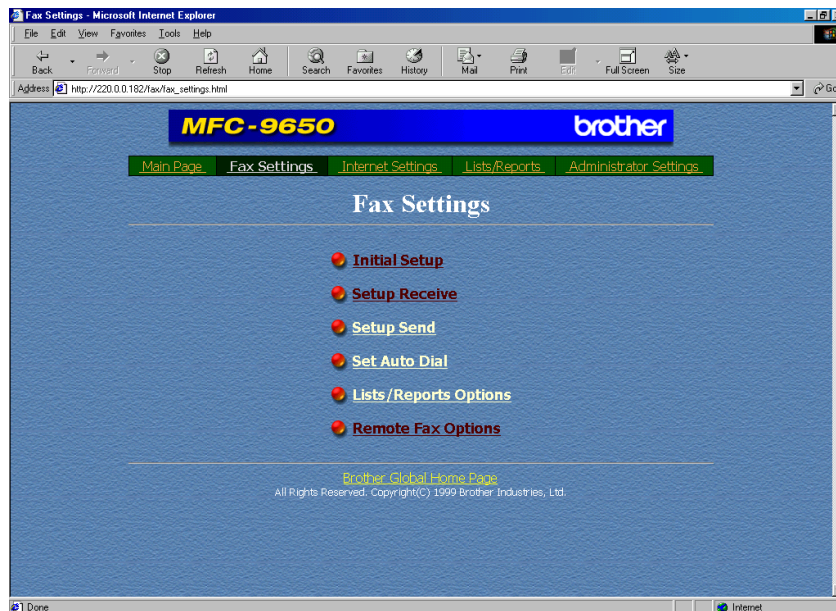 Fax Settings - Microsoft Internet Explorer
File Edit View Favorites Tools Help
Back Forward Stop Refresh Home Search Favorites History Mail Print Edit Full Screen Size
Address http://220.0.0.182/fax/fax_settings.html Go
MFC-9650 brother
Main Page Fax Settings Internet Settings Lists/Reports Administrator Settings
Fax Settings
Initial Setup
Setup Receive
Setup Send
Set Auto Dial
Lists/Reports Options
Remote Fax Options
Brother Global Home Page
All Rights Reserved. Copyright(C) 1999 Brother Industries, Ltd.
Done Internet